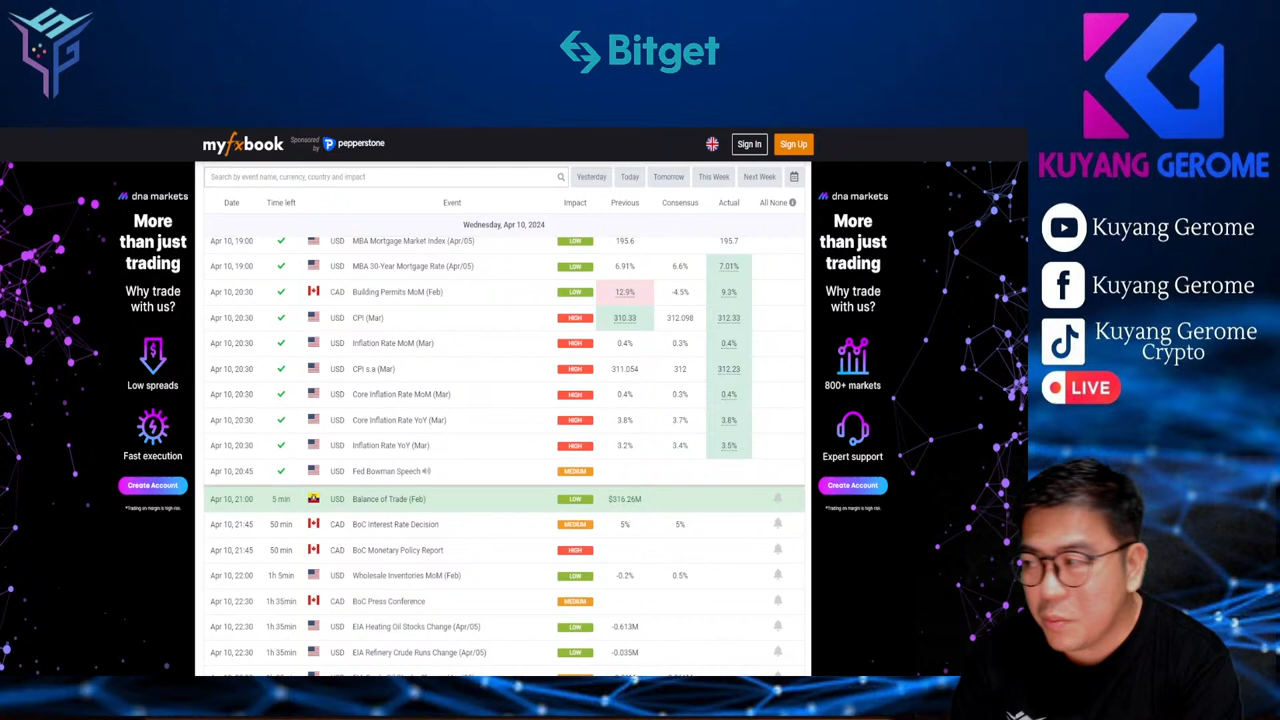 Bitget
KUYANG GEROME
Kuyang Gerome
Kuyang Gerome
Kuyang Gerome
Crypto
LIVE
myfxbook Sponsored by pepperstone Sign In Sign Up
dna markets
More
than just
trading
Why trade
with us?
Low spreads
Fast execution
Create Account
*Trading on margin is high risk.
Search by event name, currency, country and impact Yesterday Today Tomorrow This Week Next Week
Date Time left Event Impact Previous Consensus Actual All None
Wednesday, Apr 10, 2024
Apr 10, 19:00 USD MBA Mortgage Market Index (Apr/05) LOW 195.6 195.7
Apr 10, 19:00 USD MBA 30-Year Mortgage Rate (Apr/05) LOW 6.91% 6.6% 7.01%
Apr 10, 20:30 CAD Building Permits MoM (Feb) LOW 12.9% -4.5% 9.3%
Apr 10, 20:30 USD CPI (Mar) HIGH 310.33 312.098 312.33
Apr 10, 20:30 USD Inflation Rate MoM (Mar) HIGH 0.4% 0.3% 0.4%
Apr 10, 20:30 USD CPI s.a (Mar) HIGH 311.054 312 312.23
Apr 10, 20:30 USD Core Inflation Rate MoM (Mar) HIGH 0.4% 0.3% 0.4%
Apr 10, 20:30 USD Core Inflation Rate YoY (Mar) HIGH 3.8% 3.7% 3.8%
Apr 10, 20:30 USD Inflation Rate YoY (Mar) HIGH 3.2% 3.4% 3.5%
Apr 10, 20:45 USD Fed Bowman Speech MEDIUM
Apr 10, 21:00 5 min USD Balance of Trade (Feb) LOW $316.26M
Apr 10, 21:45 50 min CAD BoC Interest Rate Decision MEDIUM 5% 5%
Apr 10, 21:45 50 min CAD BoC Monetary Policy Report HIGH
Apr 10, 22:00 1h 5min USD Wholesale Inventories MoM (Feb) LOW -0.2% 0.5%
Apr 10, 22:30 1h 35min CAD BoC Press Conference MEDIUM
Apr 10, 22:30 1h 35min USD EIA Heating Oil Stocks Change (Apr/05) LOW -0.613M
Apr 10, 22:30 1h 35min USD EIA Refinery Crude Runs Change (Apr/05) LOW -0.035M
dna markets
More
than just
trading
Why trade
with us?
800+ markets
Expert support
Create Account
*Trading on margin is high risk.